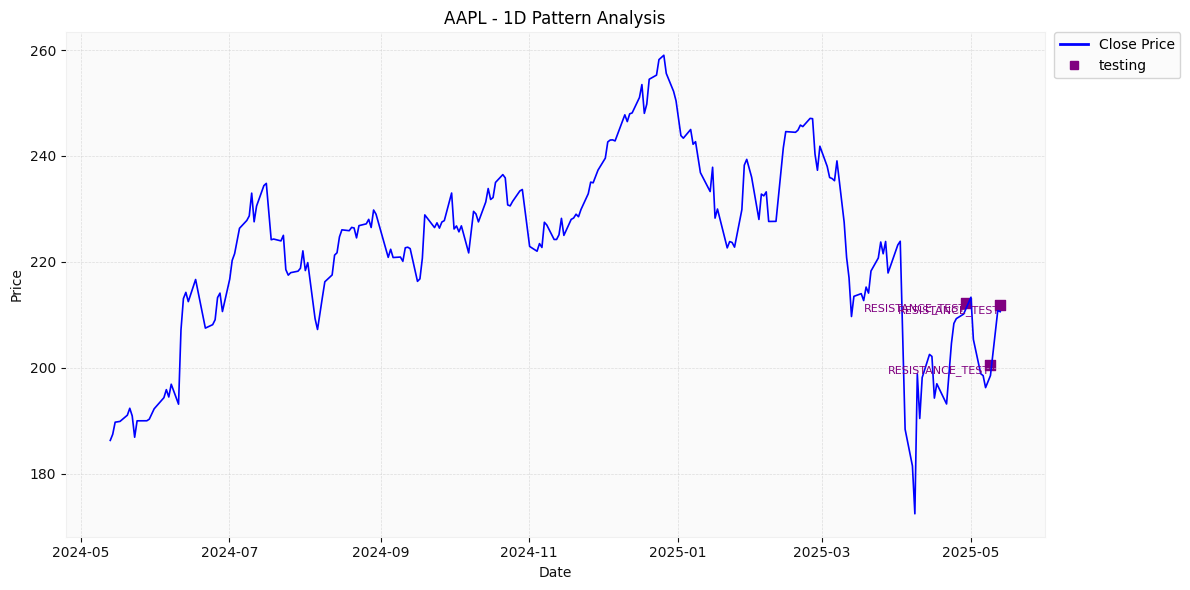 AAPL - 1D Pattern Analysis
Close Price
testing
260
240
220
200
180
Price
RESISTANCE_TEST
RESISTANCE_TEST
RESISTANCE_TEST
2024-05
2024-07
2024-09
2024-11
2025-01
2025-03
2025-05
Date